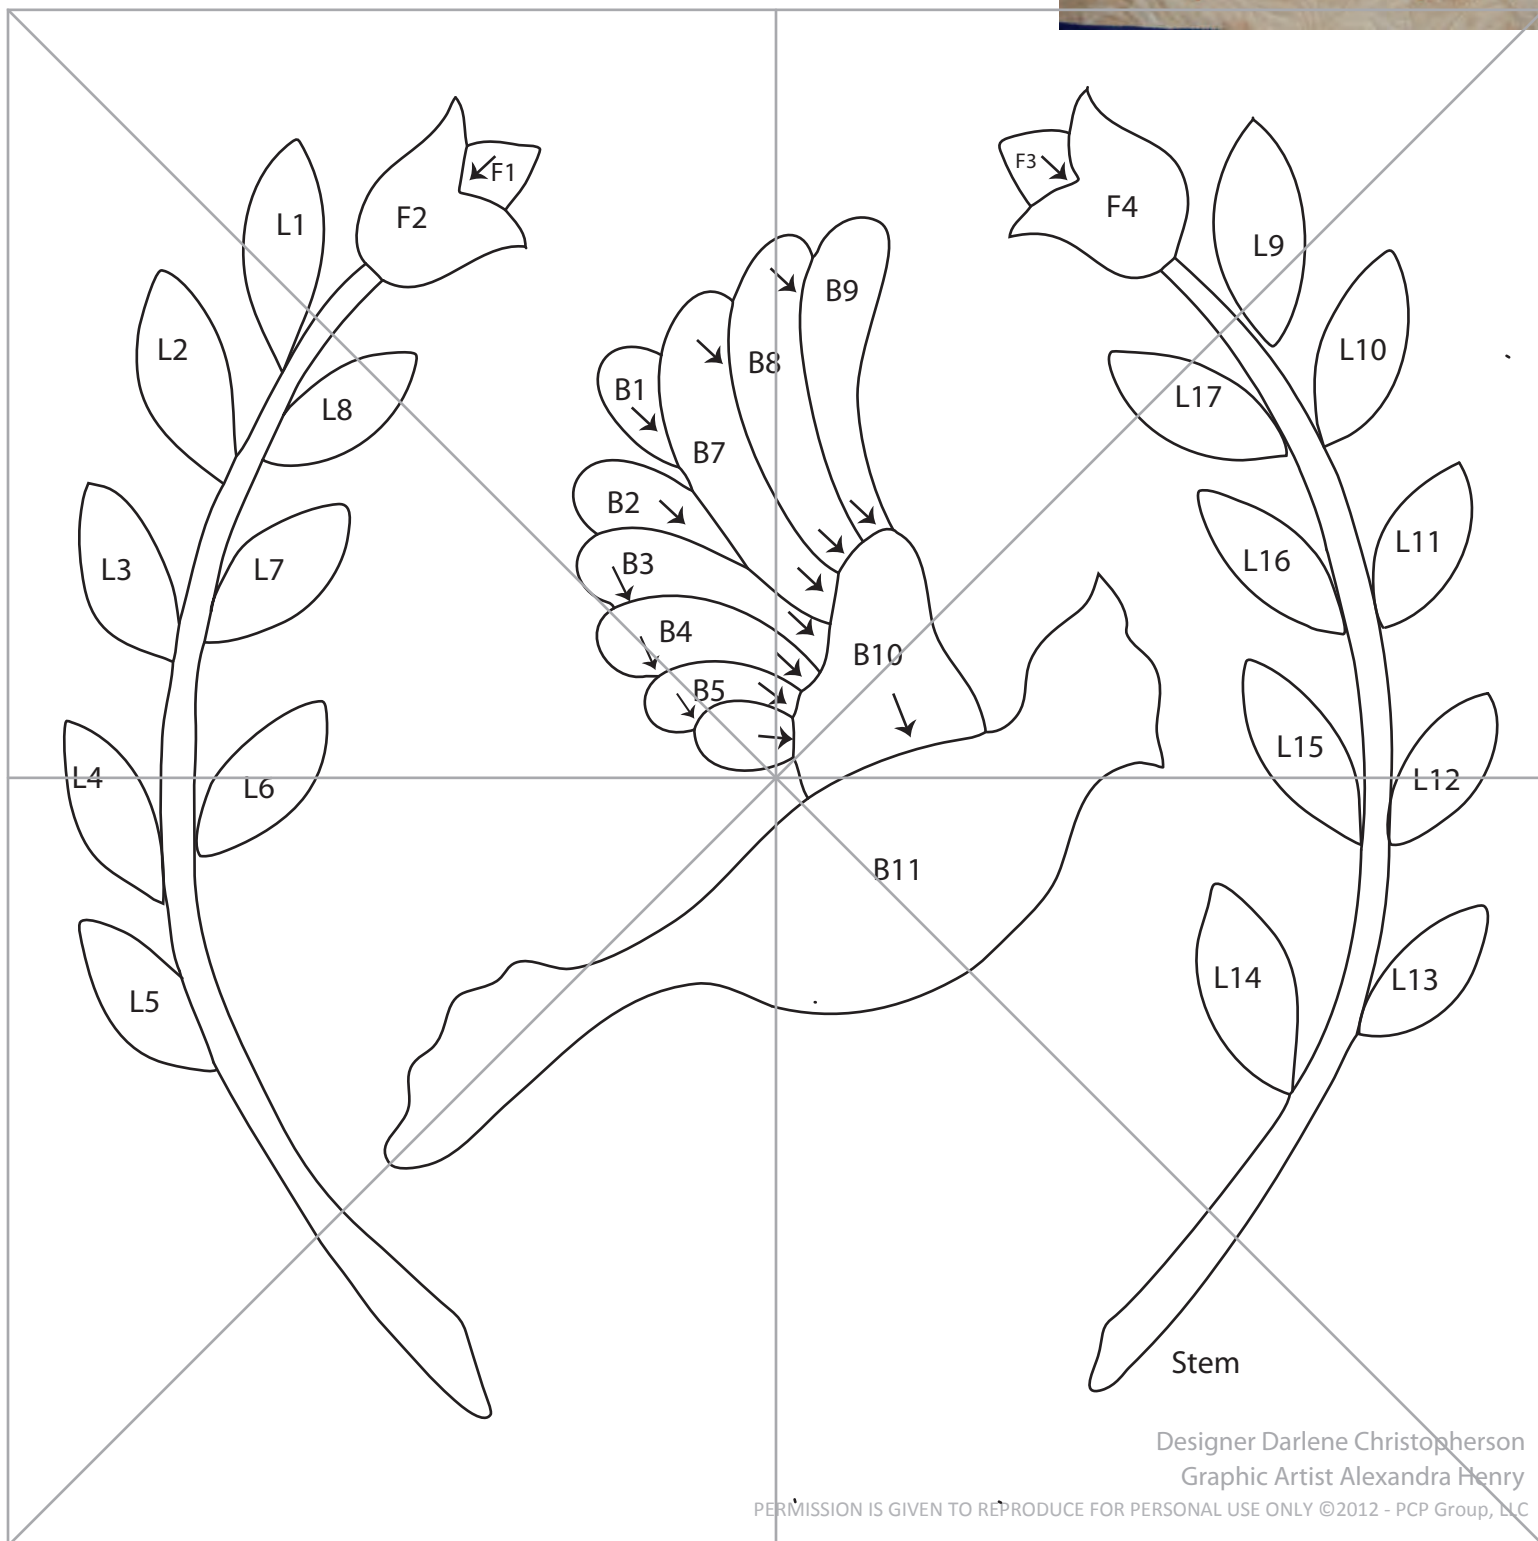 F1
F2
L1
L2
L8
L3
L7
L4
L6
L5
B9
B8
B1
B7
B2
B3
B4
B5
B10
B11
F3
F4
L9
L10
L17
L11
L16
L15
L12
L14
L13
Stem
Designer Darlene Christopherson
Graphic Artist Alexandra Henry
PERMISSION IS GIVEN TO REPRODUCE FOR PERSONAL USE ONLY ©2012 - PCP Group, LLC